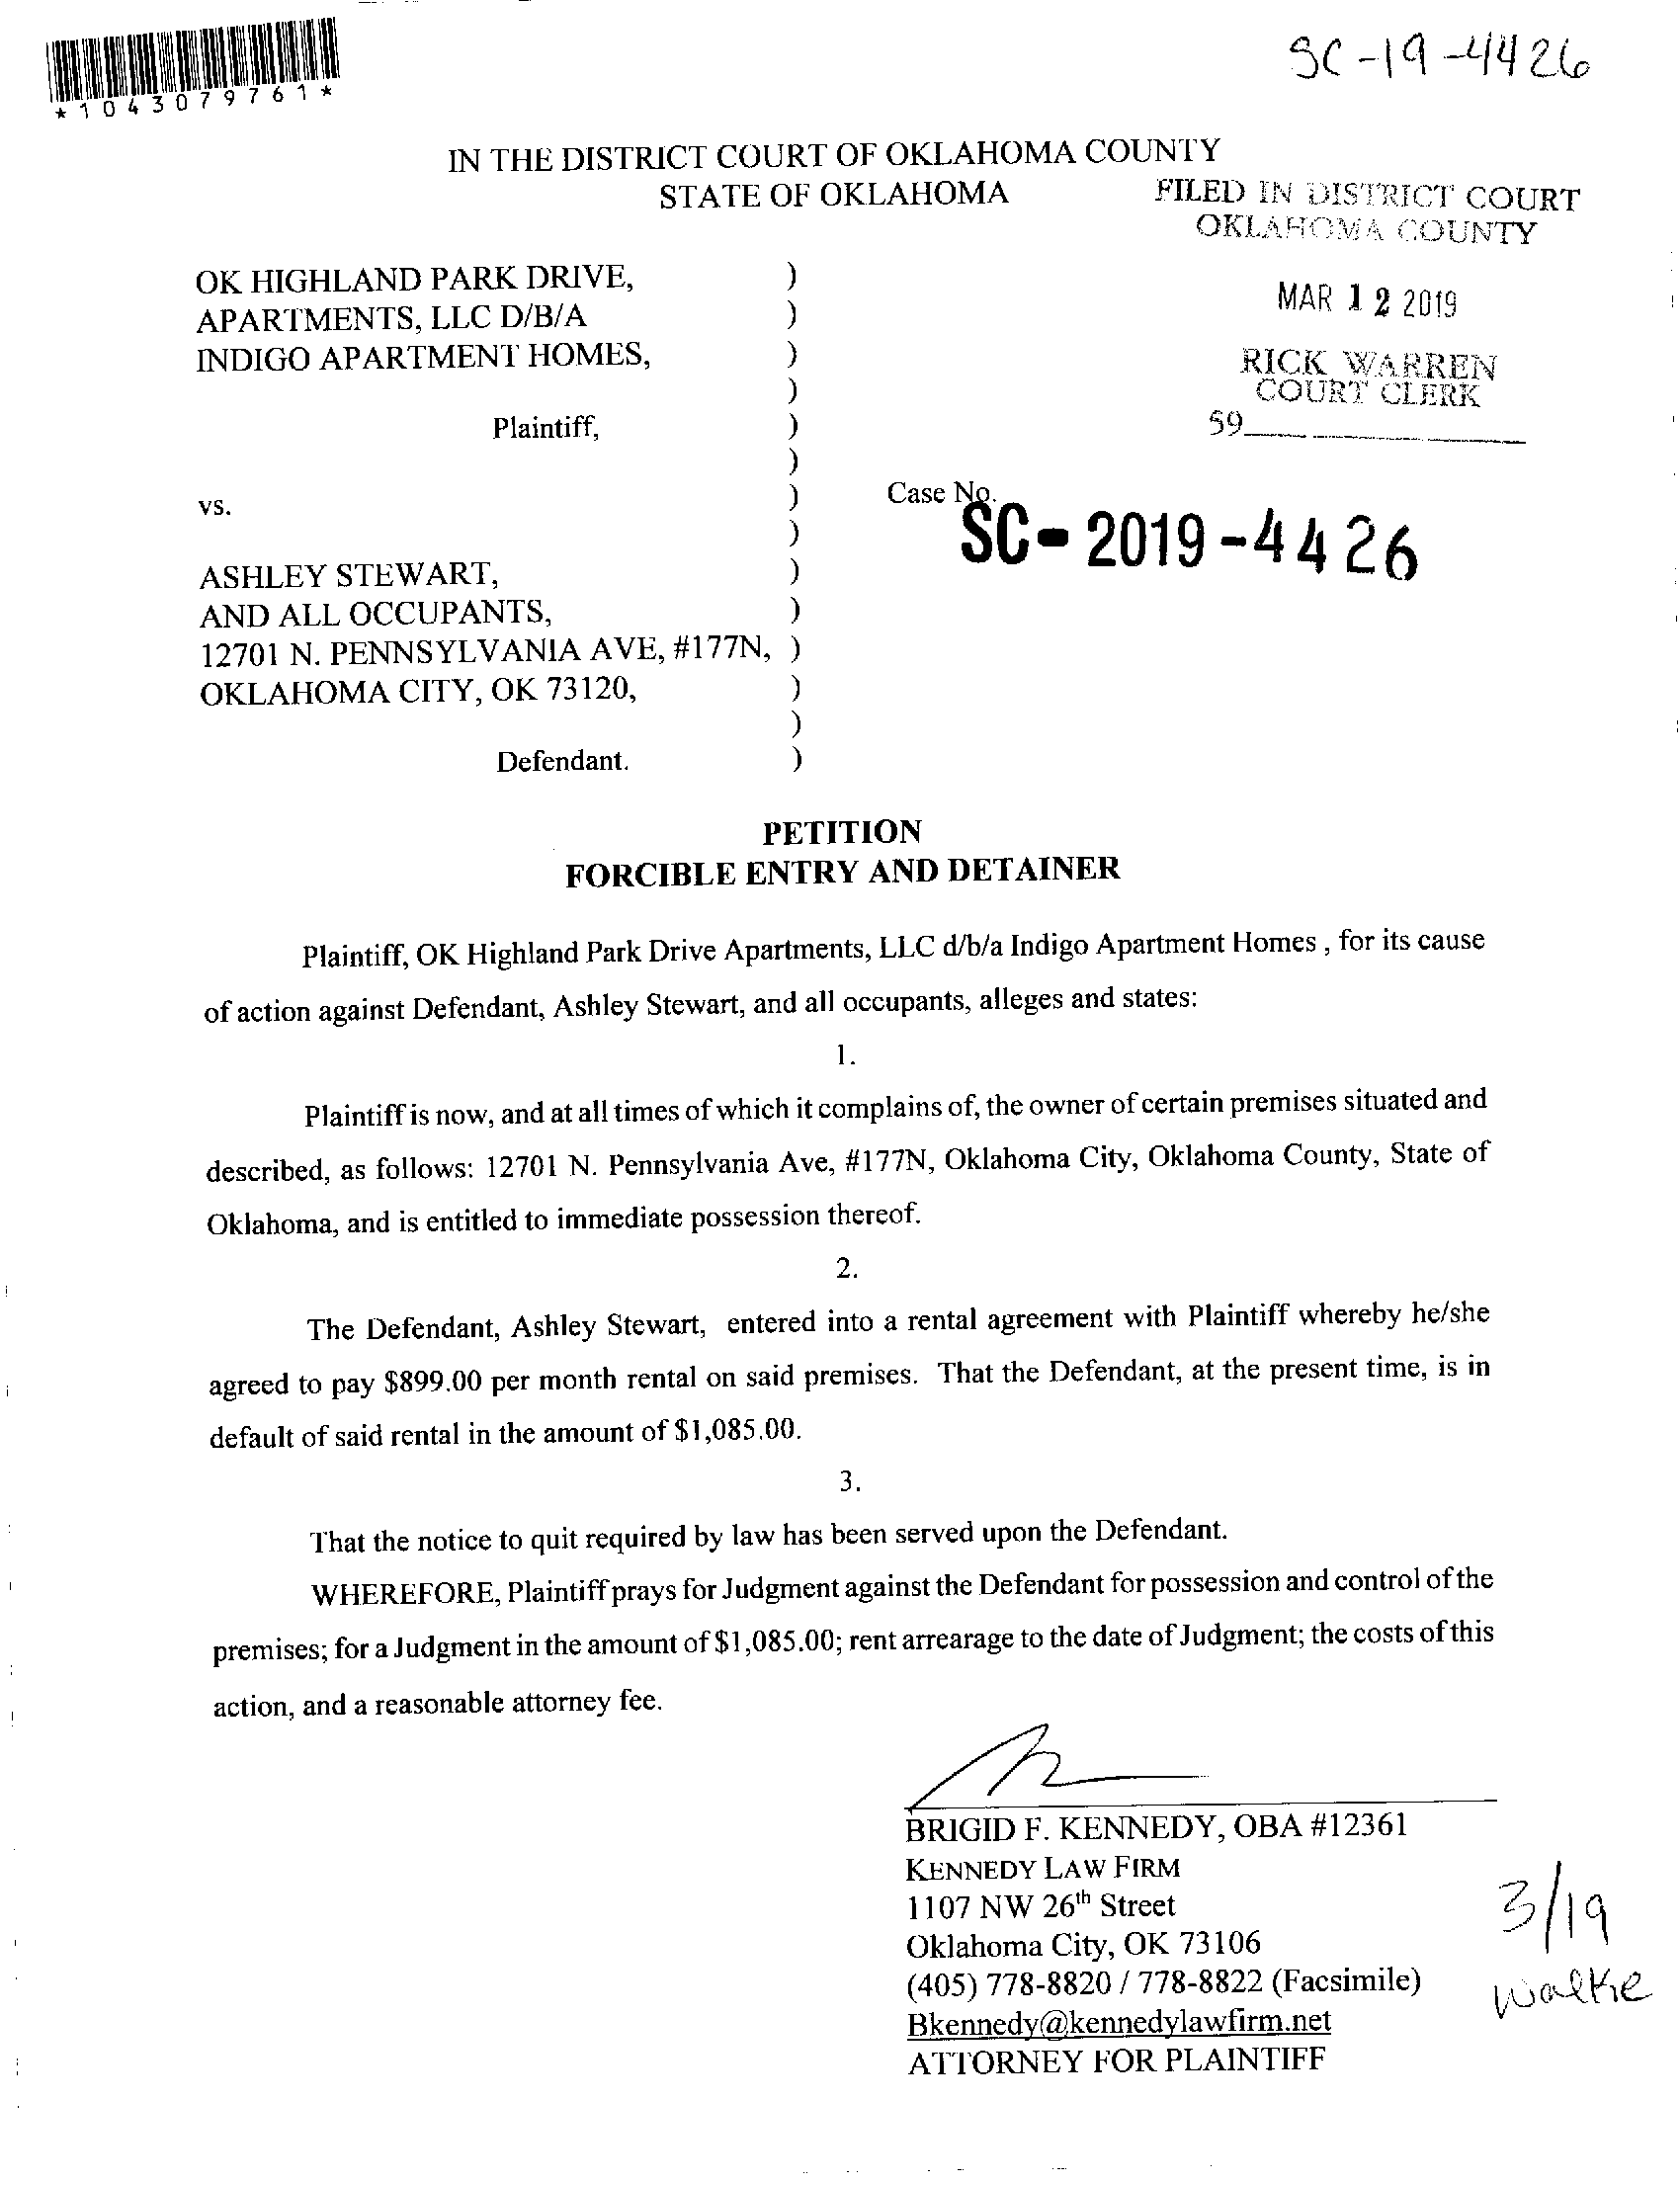 *1043079761*
SC-19-4426
IN THE DISTRICT COURT OF OKLAHOMA COUNTY
STATE OF OKLAHOMA
FILED IN DISTRICT COURT
OKLAHOMA COUNTY
MAR 12 2019
RICK WARREN
COURT CLERK
59
OK HIGHLAND PARK DRIVE, )
APARTMENTS, LLC D/B/A )
INDIGO APARTMENT HOMES, )
)
Plaintiff, )
)
vs. ) Case No.
SC-2019-4426
)
ASHLEY STEWART, )
AND ALL OCCUPANTS, )
12701 N. PENNSYLVANIA AVE, #177N, )
OKLAHOMA CITY, OK 73120, )
)
Defendant. )
PETITION
FORCIBLE ENTRY AND DETAINER
Plaintiff, OK Highland Park Drive Apartments, LLC d/b/a Indigo Apartment Homes , for its cause
of action against Defendant, Ashley Stewart, and all occupants, alleges and states:
1.
Plaintiff is now, and at all times of which it complains of, the owner of certain premises situated and
described, as follows: 12701 N. Pennsylvania Ave, #177N, Oklahoma City, Oklahoma County, State of
Oklahoma, and is entitled to immediate possession thereof.
2.
The Defendant, Ashley Stewart, entered into a rental agreement with Plaintiff whereby he/she
agreed to pay $899.00 per month rental on said premises. That the Defendant, at the present time, is in
default of said rental in the amount of $1,085.00.
3.
That the notice to quit required by law has been served upon the Defendant.
WHEREFORE, Plaintiff prays for Judgment against the Defendant for possession and control of the
premises; for a Judgment in the amount of $1,085.00; rent arrearage to the date of Judgment; the costs of this
action, and a reasonable attorney fee.
BRIGID F. KENNEDY, OBA #12361
KENNEDY LAW FIRM
1107 NW 26th Street
Oklahoma City, OK 73106
(405) 778-8820 / 778-8822 (Facsimile)
Bkennedy@kennedylawfirm.net
ATTORNEY FOR PLAINTIFF
3/19
Walkie